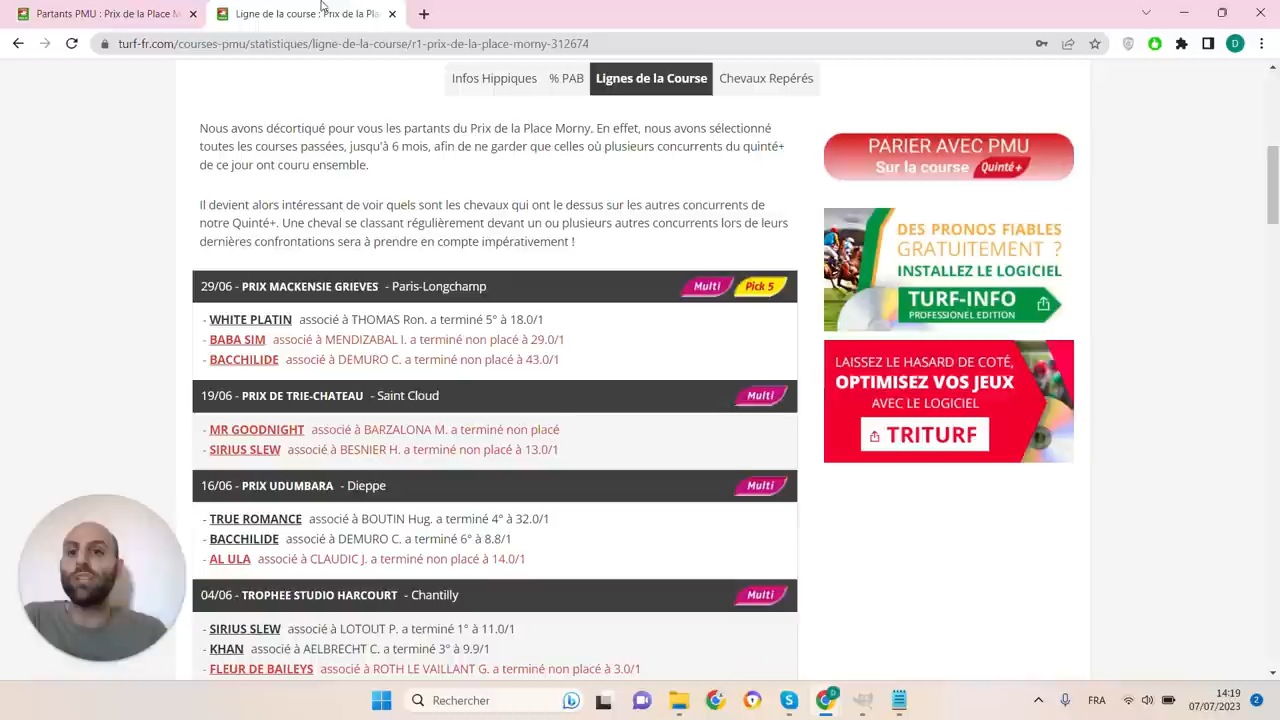 turf-fr.com/Prix de la Place M
Lignes de la course : Prix de la Pla
turf-fr.com/statistiques/ligne-de-la-course/r1-prix-de-la-place-morny-312674
D
Infos Hippiques
% PAB
Lignes de la Course
Chevaux Repérés
Nous avons décortiqué pour vous les partants du Prix de la Place Morny. En effet, nous avons sélectionné
toutes les courses passées, jusqu'à 6 mois, afin de ne garder que celles où plusieurs concurrents du quinté+
de ce jour ont couru ensemble.
Il devient alors intéressant de voir quels sont les chevaux qui ont le dessus sur les autres concurrents de
notre Quinté+. Une cheval se classant régulièrement devant un ou plusieurs autres concurrents lors de leurs
dernières confrontations sera à prendre en compte impérativement !
29/06 - PRIX MACKENSIE GRIEVES - Paris-Longchamp
Multi
Pick 5
- WHITE PLATIN associé à THOMAS Ron. a terminé 5° à 18.0/1
- BABA SIM associé à MENDIZABAL I. a terminé non placé à 29.0/1
- BACCHILIDE associé à DEMURO C. a terminé non placé à 43.0/1
19/06 - PRIX DE TRIE-CHATEAU - Saint Cloud
Multi
- MR GOODNIGHT associé à BARZALONA M. a terminé non placé
- SIRIUS SLEW associé à BESNIER H. a terminé non placé à 13.0/1
16/06 - PRIX UDUMBARA - Dieppe
Multi
- TRUE ROMANCE associé à BOUTIN Hug. a terminé 4° à 32.0/1
- BACCHILIDE associé à DEMURO C. a terminé 6° à 8.8/1
- AL ULA associé à CLAUDIC J. a terminé non placé à 14.0/1
04/06 - TROPHEE STUDIO HARCOURT - Chantilly
Multi
- SIRIUS SLEW associé à LOTOUT P. a terminé 1° à 11.0/1
- KHAN associé à AELBRECHT C. a terminé 3° à 9.9/1
- FLEUR DE BAILEYS associé à ROTH LE VAILLANT G. a terminé non placé à 3.0/1
PARIER AVEC PMU
Sur la course Quinté+
DES PRONOS FIABLES
GRATUITEMENT ?
INSTALLEZ LE LOGICIEL
TURF-INFO
PROFESSIONEL EDITION
LAISSEZ LE HASARD DE COTÉ,
OPTIMISEZ VOS JEUX
AVEC LE LOGICIEL
TRITURF
Rechercher
FRA
14:19
07/07/2023
2